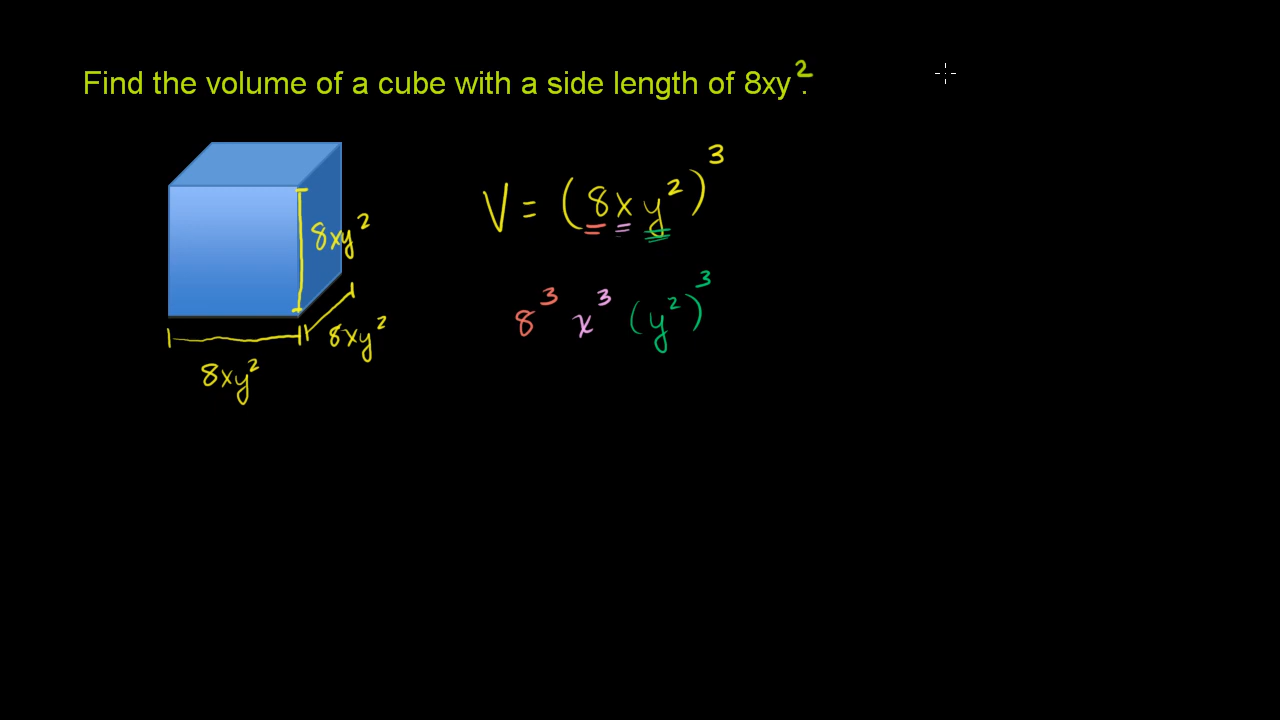 Find the volume of a cube with a side length of 8xy².
V = (8xy²)³
8xy²
8³ x³ (y²)³
8xy²
8xy²